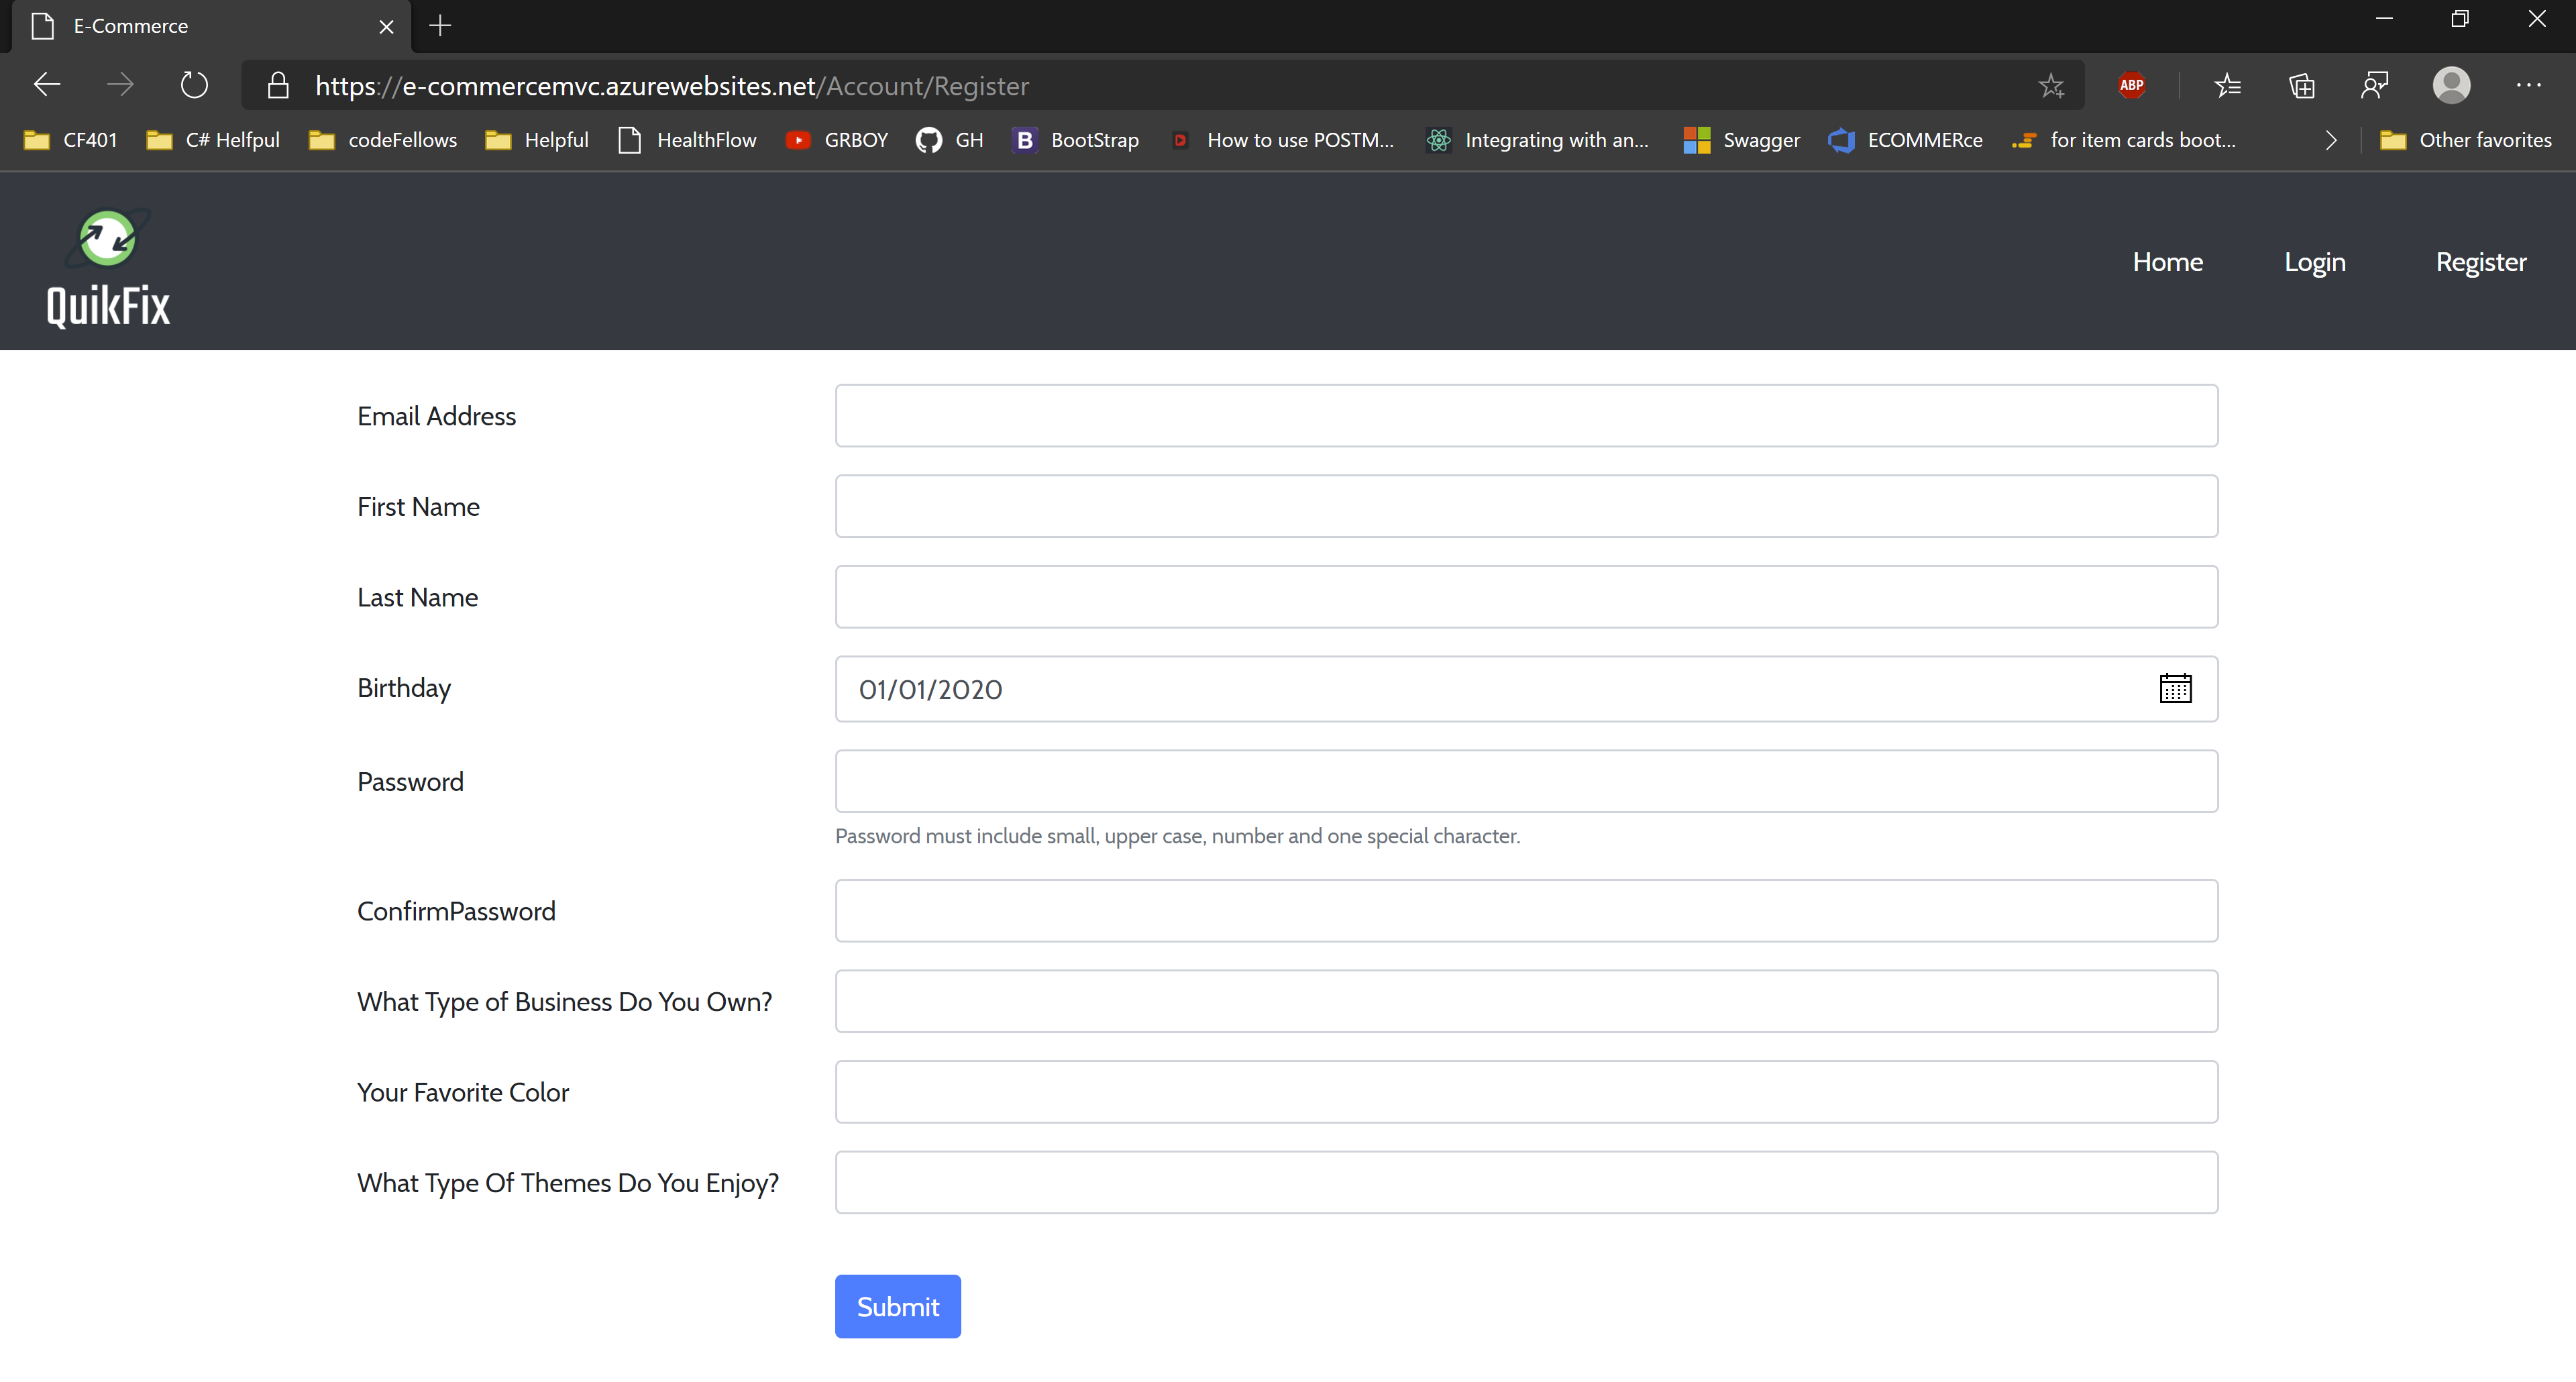 E-Commerce
https://e-commercemvc.azurewebsites.net/Account/Register
ABP
CF401 C# Helfpul codeFellows Helpful HealthFlow GRBOY GH B BootStrap How to use POSTM... Integrating with an... Swagger ECOMMERce for item cards boot... Other favorites
QuikFix
Home Login Register
Email Address
First Name
Last Name
Birthday 01/01/2020
Password
Password must include small, upper case, number and one special character.
ConfirmPassword
What Type of Business Do You Own?
Your Favorite Color
What Type Of Themes Do You Enjoy?
Submit